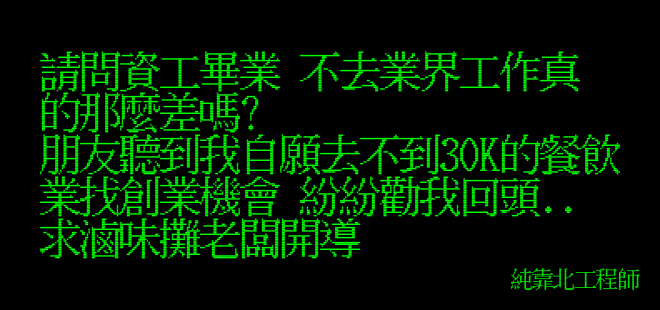 請問資工畢業 不去業界工作真
的那麼差嗎?
朋友聽到我自願去不到30K的餐飲
業找創業機會 紛紛勸我回頭..
求滷味攤老闆開導
純靠北工程師